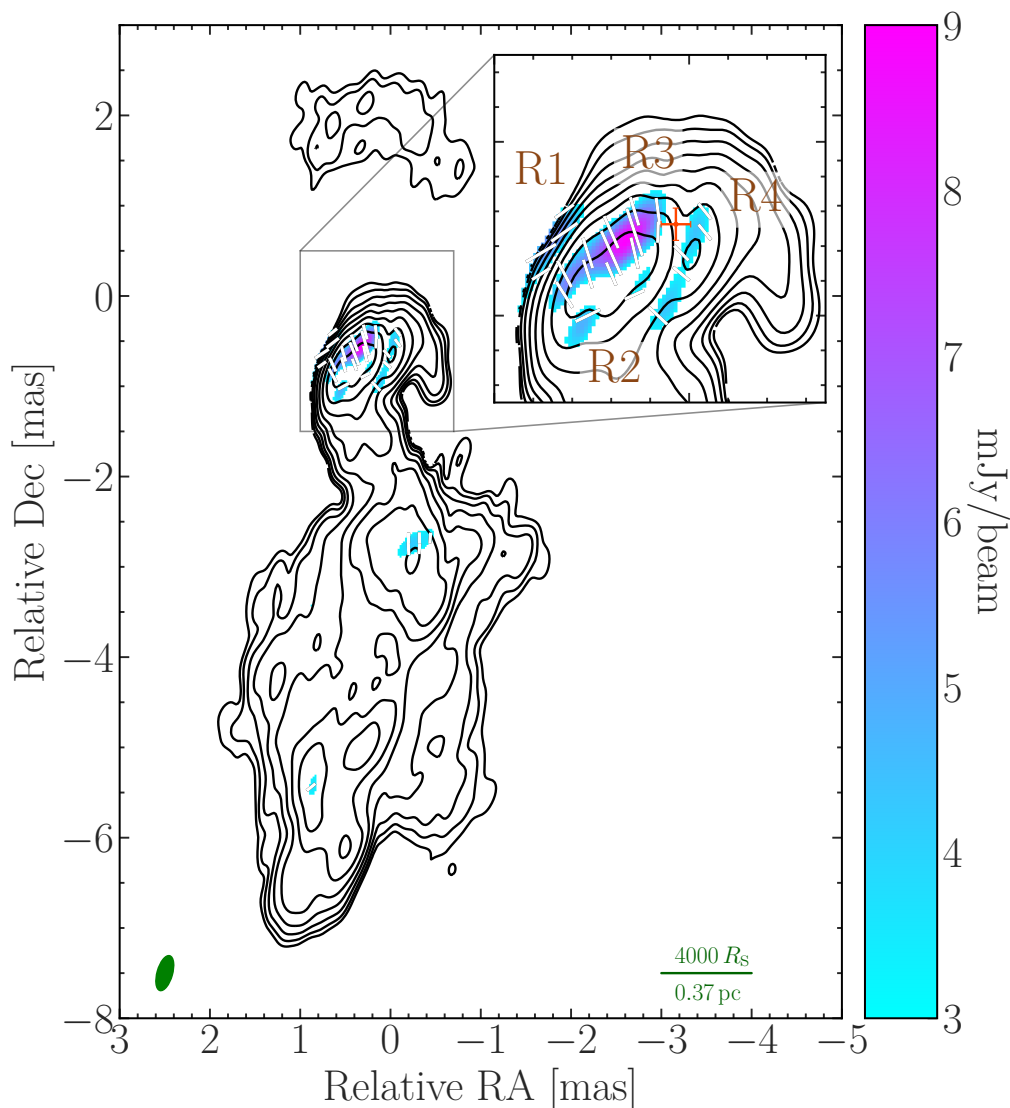 R1
R3
R4
R2
9
8
7
6
5
4
3
mJy/beam
2
0
−2
−4
−6
−8
Relative Dec [mas]
4000 R_S
0.37 pc
3
2
1
0
−1
−2
−3
−4
−5
Relative RA [mas]